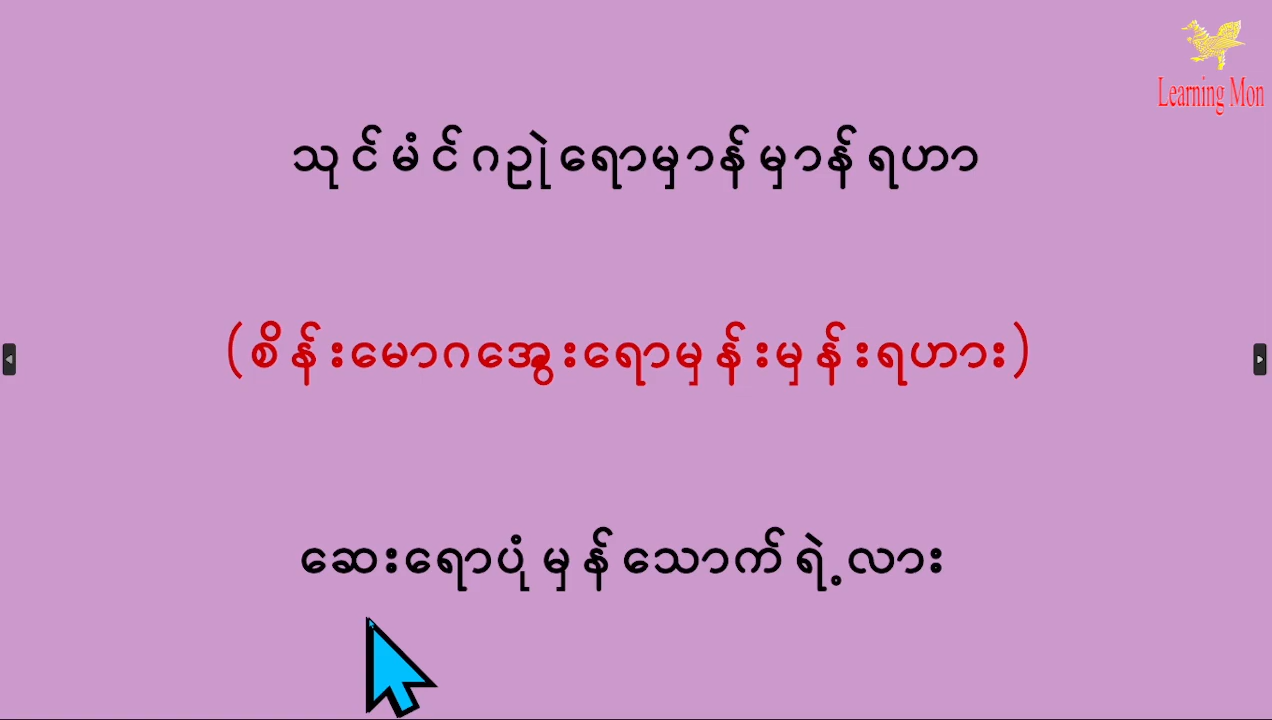 Learning Mon
သုင်မံင်ဂဥုဲရောမှာန်မှာန်ရဟာ
(စိန်းမောဂအွေးရောမှန်းမှန်းရဟား)
ဆေးရောပုံမှန်သောက်ရဲ့လား